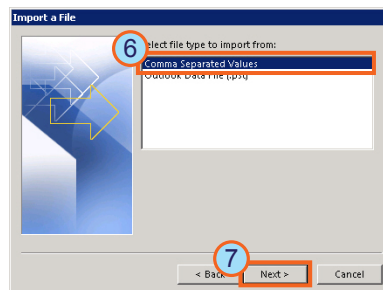 Import a File
6
elect file type to import from:
Comma Separated Values
Outlook Data File (.pst)
7
< Back
Next >
Cancel